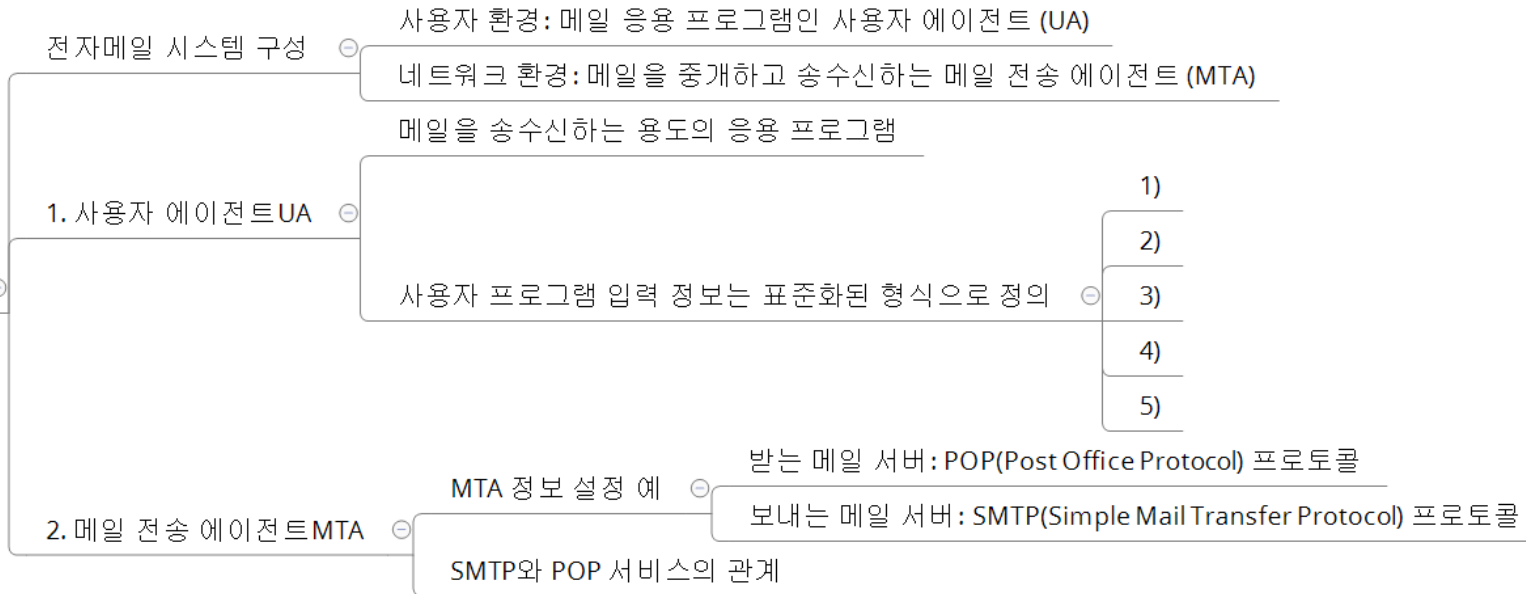 전자메일 시스템 구성
사용자 환경: 메일 응용 프로그램인 사용자 에이전트 (UA)
네트워크 환경: 메일을 중개하고 송수신하는 메일 전송 에이전트 (MTA)
1. 사용자 에이전트UA
메일을 송수신하는 용도의 응용 프로그램
사용자 프로그램 입력 정보는 표준화된 형식으로 정의
1)
2)
3)
4)
5)
2. 메일 전송 에이전트MTA
MTA 정보 설정 예
받는 메일 서버: POP(Post Office Protocol) 프로토콜
보내는 메일 서버: SMTP(Simple Mail Transfer Protocol) 프로토콜
SMTP와 POP 서비스의 관계